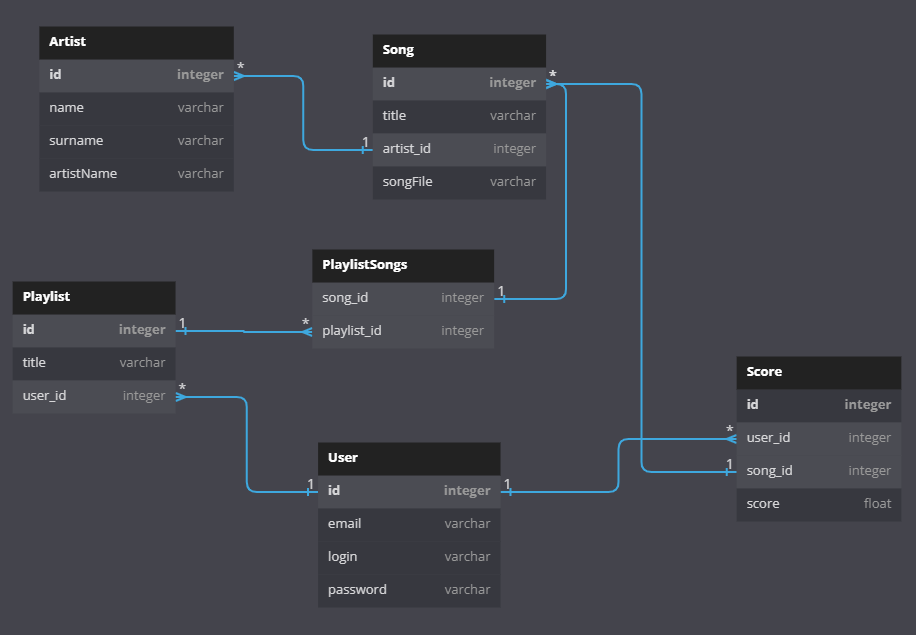 Artist
id integer
name varchar
surname varchar
artistName varchar
*
1
Song
id integer
title varchar
artist_id integer
songFile varchar
*
PlaylistSongs
song_id integer
playlist_id integer
1
*
Playlist
id integer
title varchar
user_id integer
1
*
User
id integer
email varchar
login varchar
password varchar
1
1
Score
id integer
user_id integer
song_id integer
score float
*
1